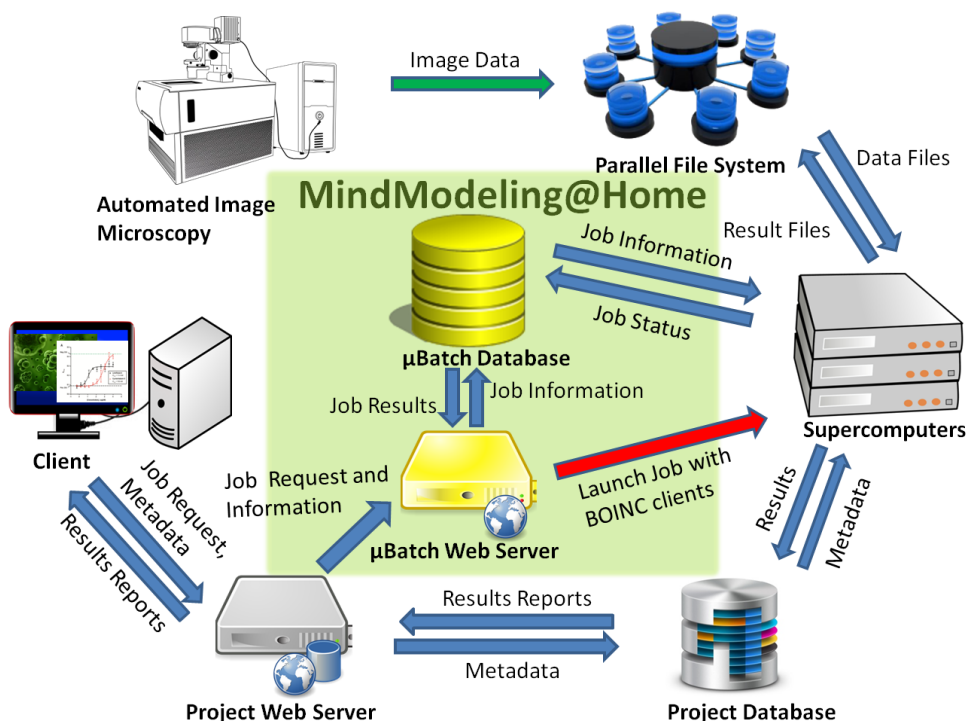 Image Data
Parallel File System
Data Files
Automated Image
Microscopy
MindModeling@Home
Result Files
Job Information
Job Status
µBatch Database
Job Results
Job Information
Client
Supercomputers
Job Request,
Metadata
Results Reports
Job Request and
Information
Launch Job with
BOINC clients
µBatch Web Server
Results
Metadata
Results Reports
Metadata
Project Web Server
Project Database